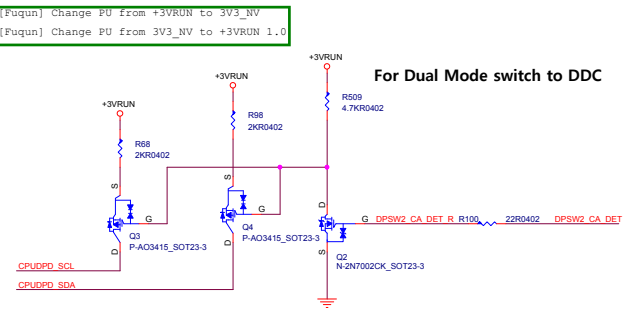 [Fuqun] Change PU from +3VRUN to 3V3_NV
[Fuqun] Change PU from 3V3_NV to +3VRUN 1.0
For Dual Mode switch to DDC
+3VRUN
R509
4.7KR0402
+3VRUN
R98
2KR0402
+3VRUN
R68
2KR0402
S
G
D
Q3
P-AO3415_SOT23-3
S
G
D
Q4
P-AO3415_SOT23-3
D
G
S
Q2
N-2N7002CK_SOT23-3
DPSW2_CA_DET_R
R100
22R0402
DPSW2_CA_DET
CPUDPD_SCL
CPUDPD_SDA